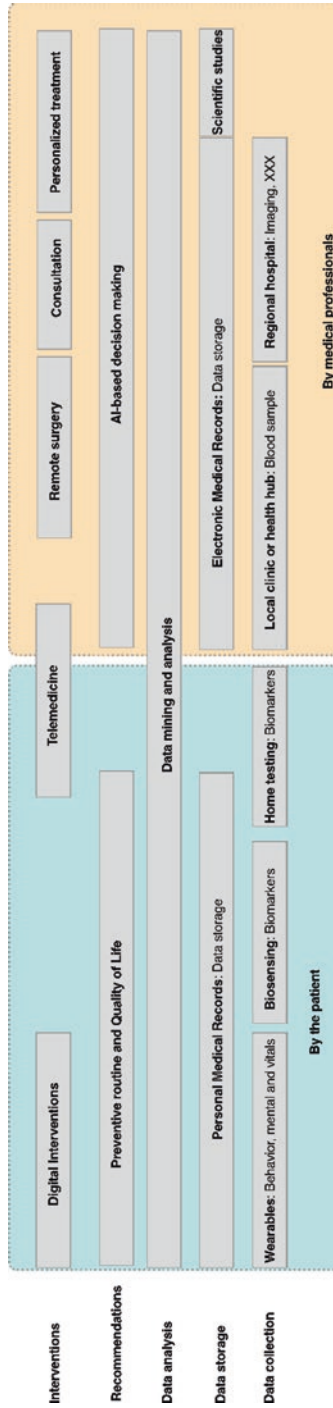 Interventions
Digital Interventions
Telemedicine
Remote surgery
Consultation
Personalized treatment
Recommendations
Preventive routine and Quality of Life
AI-based decision making
Data analysis
Data mining and analysis
Data storage
Personal Medical Records: Data storage
Electronic Medical Records: Data storage
Scientific studies
Data collection
Wearables: Behavior, mental and vitals
Biosensing: Biomarkers
Home testing: Biomarkers
Local clinic or health hub: Blood sample
Regional hospital: Imaging, XXX
By the patient
By medical professionals